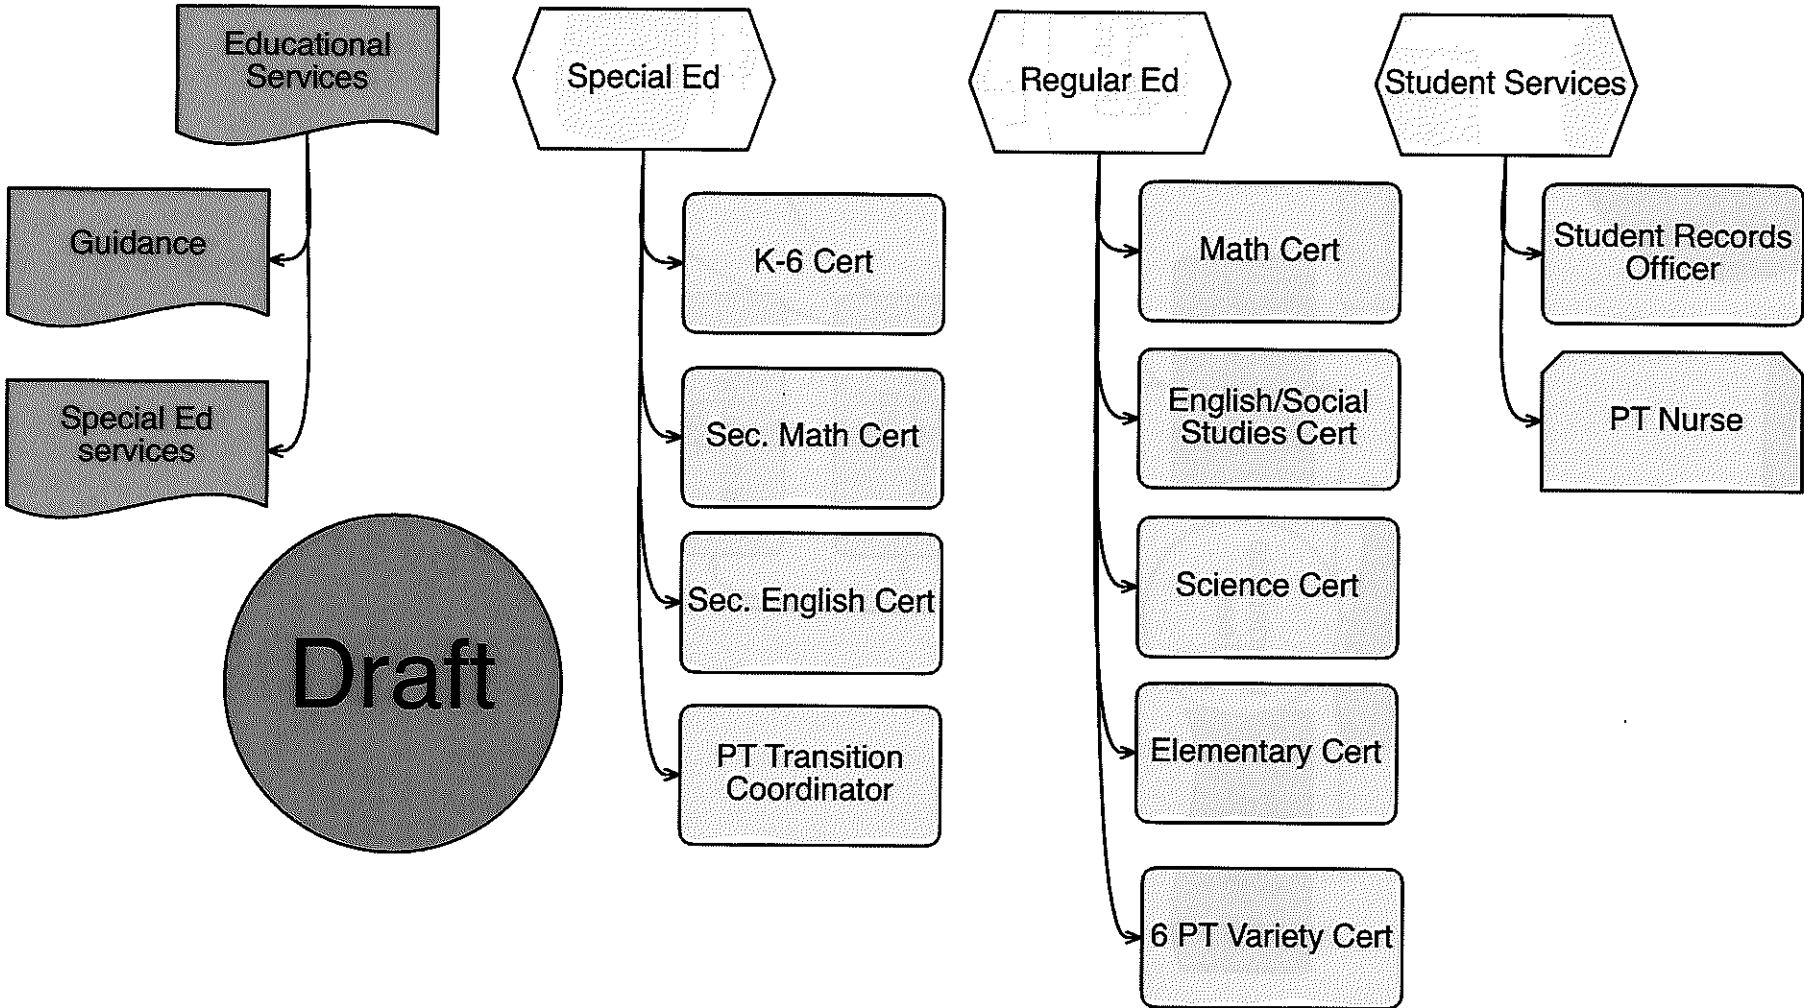 Educational
Services
Guidance
Special Ed
services
Draft
Special Ed
K-6 Cert
Sec. Math Cert
Sec. English Cert
PT Transition
Coordinator
Regular Ed
Math Cert
English/Social
Studies Cert
Science Cert
Elementary Cert
6 PT Variety Cert
Student Services
Student Records
Officer
PT Nurse